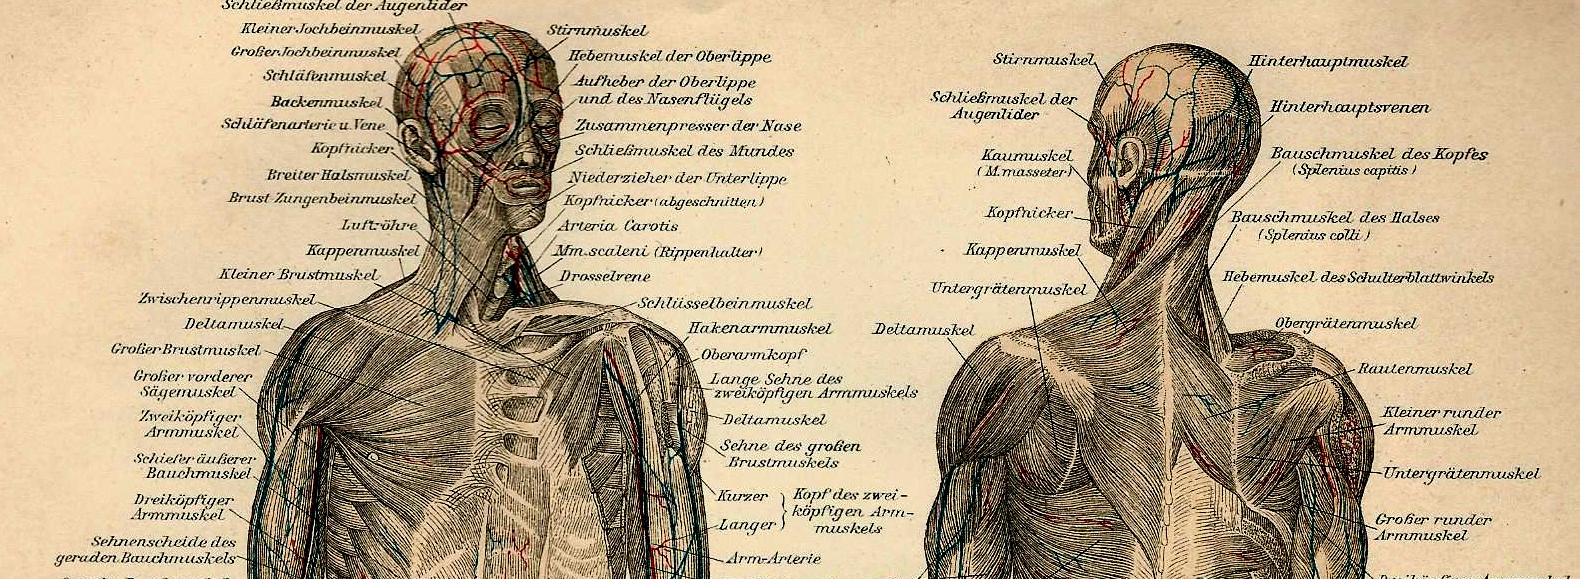 Schließmuskel der Augenlider
Kleiner Jochbeinmuskel
Großer Jochbeinmuskel
Schläfenmuskel
Backenmuskel
Schläfenarterie u. Vene
Kopfnicker
Breiter Halsmuskel
Brust Zungenbeinmuskel
Luftröhre
Kappenmuskel
Kleiner Brustmuskel
Zwischenrippenmuskel
Deltamuskel
Großer Brustmuskel
Großer vorderer
Sägemuskel
Zweiköpfiger
Armmuskel
Schiefer äußerer
Bauchmuskel
Dreiköpfiger
Armmuskel
Sehnenscheide des
geraden Bauchmuskels
Stirnmuskel
Hebemuskel der Oberlippe
Aufheber der Oberlippe
und des Nasenflügels
Zusammenpresser der Nase
Schließmuskel des Mundes
Niederzieher der Unterlippe
Kopfnicker (abgeschnitten)
Arteria Carotis
Mm. scaleni (Rippenhalter)
Drosselvene
Schlüsselbeinmuskel
Hakenarmmuskel
Oberarmkopf
Lange Sehne des
zweiköpfigen Armmuskels
Deltamuskel
Sehne des großen
Brustmuskels
Kurzer
Langer
Kopf des zwei-
köpfigen Arm-
muskels
Arm-Arterie
Stirnmuskel
Schließmuskel der
Augenlider
Kaumuskel
(M. masseter)
Kopfnicker
Kappenmuskel
Untergrätenmuskel
Deltamuskel
Hinterhauptmuskel
Hinterhauptsvenen
Bauschmuskel des Kopfes
(Splenius capitis)
Bauschmuskel des Halses
(Splenius colli)
Hebemuskel des Schulterblattwinkels
Obergrätenmuskel
Rautenmuskel
Kleiner runder
Armmuskel
Untergrätenmuskel
Großer runder
Armmuskel